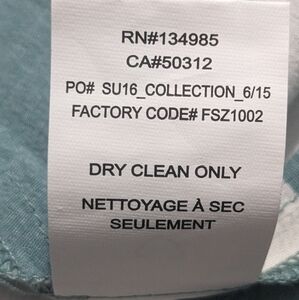 RN#134985
CA#50312
PO# SU16_COLLECTION_6/15
FACTORY CODE# FSZ1002
DRY CLEAN ONLY
NETTOYAGE À SEC
SEULEMENT